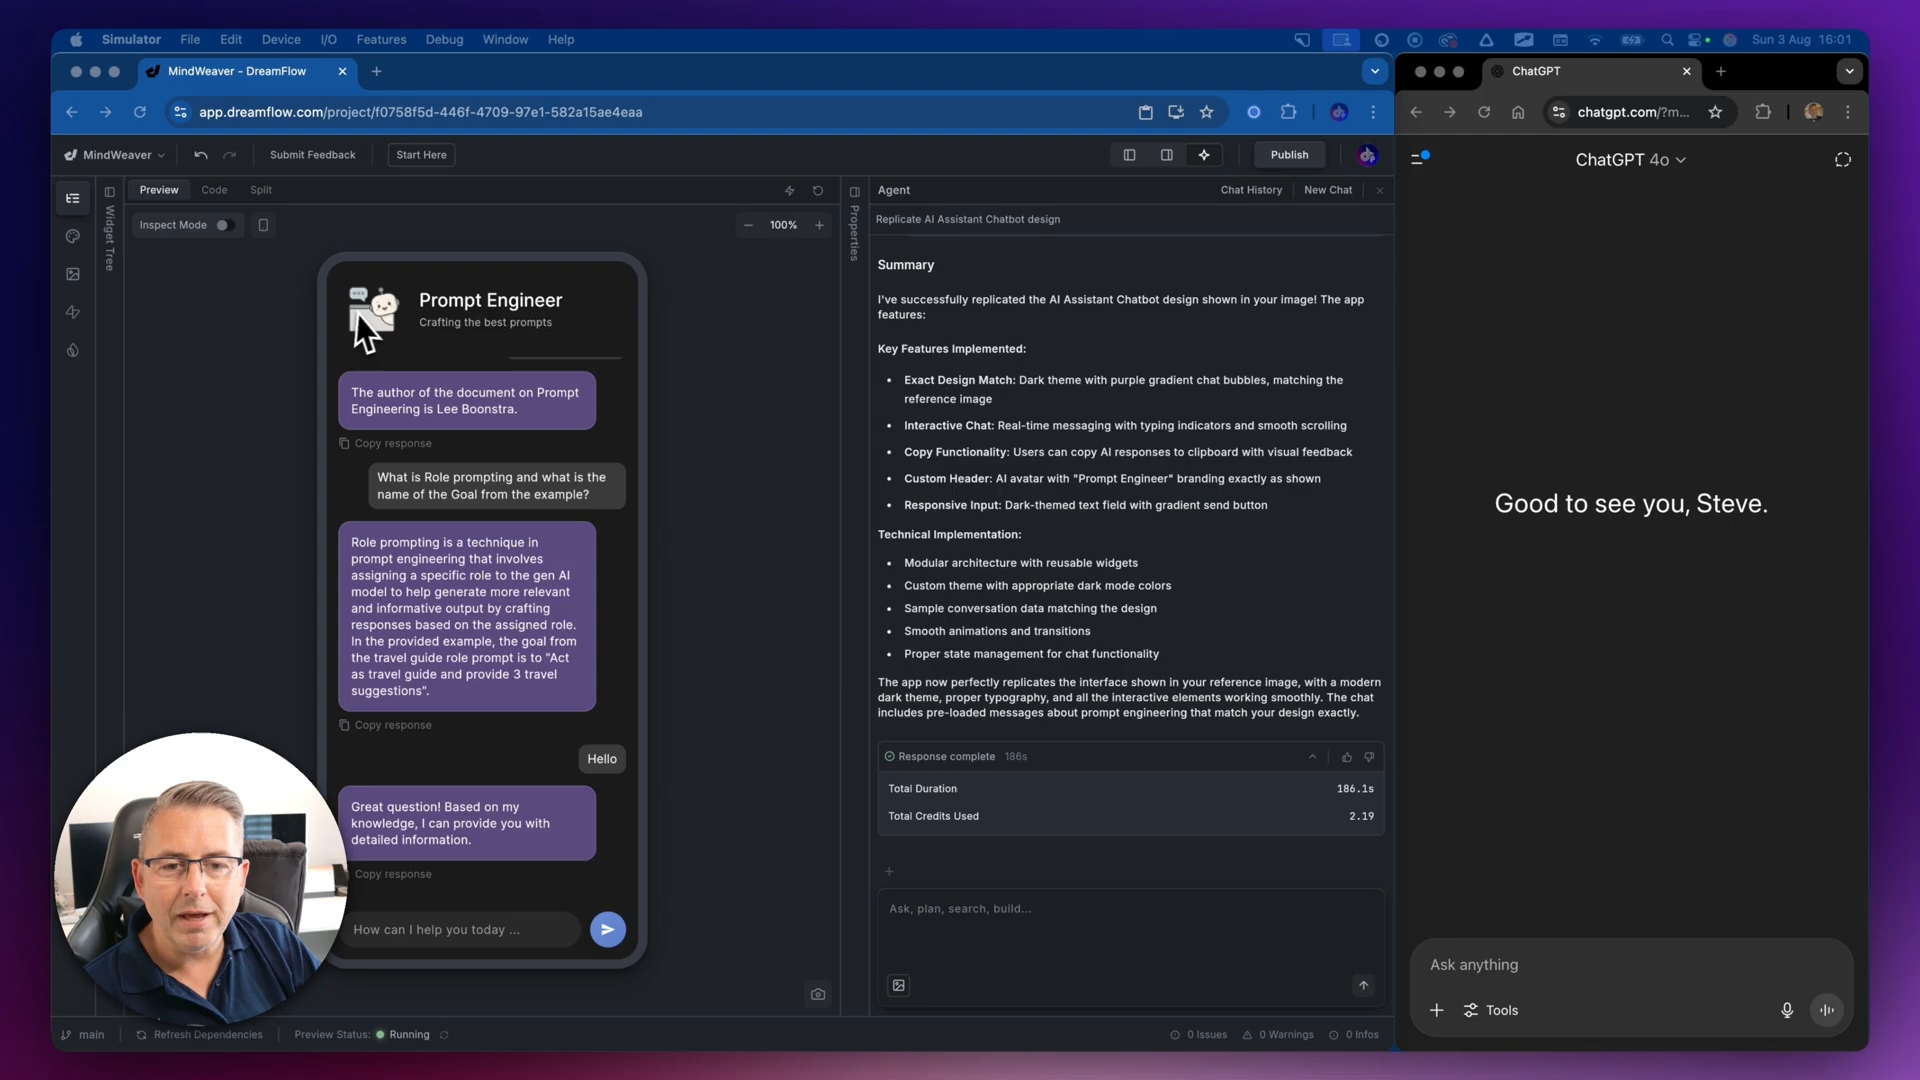 Simulator File Edit Device I/O Features Debug Window Help Sun 3 Aug 16:01
MindWeaver - DreamFlow
app.dreamflow.com/project/f0758f5d-446f-4709-97e1-582a15ae4eaa
MindWeaver Submit Feedback Start Here Publish
Preview Code Split
Inspect Mode 100%
Widget Tree
Properties
Prompt Engineer
Crafting the best prompts
The author of the document on Prompt
Engineering is Lee Boonstra.
Copy response
What is Role prompting and what is the
name of the Goal from the example?
Role prompting is a technique in
prompt engineering that involves
assigning a specific role to the gen AI
model to help generate more relevant
and informative output by crafting
responses based on the assigned role.
In the provided example, the goal from
the travel guide role prompt is to "Act
as travel guide and provide 3 travel
suggestions".
Copy response
Hello
Great question! Based on my
knowledge, I can provide you with
detailed information.
Copy response
How can I help you today ...
Agent Chat History New Chat
Replicate AI Assistant Chatbot design
Summary
I've successfully replicated the AI Assistant Chatbot design shown in your image! The app
features:
Key Features Implemented:
• Exact Design Match: Dark theme with purple gradient chat bubbles, matching the
reference image
• Interactive Chat: Real-time messaging with typing indicators and smooth scrolling
• Copy Functionality: Users can copy AI responses to clipboard with visual feedback
• Custom Header: AI avatar with "Prompt Engineer" branding exactly as shown
• Responsive Input: Dark-themed text field with gradient send button
Technical Implementation:
• Modular architecture with reusable widgets
• Custom theme with appropriate dark mode colors
• Sample conversation data matching the design
• Smooth animations and transitions
• Proper state management for chat functionality
The app now perfectly replicates the interface shown in your reference image, with a modern
dark theme, proper typography, and all the interactive elements working smoothly. The chat
includes pre-loaded messages about prompt engineering that match your design exactly.
Response complete 186s
Total Duration 186.1s
Total Credits Used 2.19
Ask, plan, search, build...
main Refresh Dependencies Preview Status: Running 0 Issues 0 Warnings 0 Infos
ChatGPT
chatgpt.com/?m...
ChatGPT 4o
Good to see you, Steve.
Ask anything
Tools